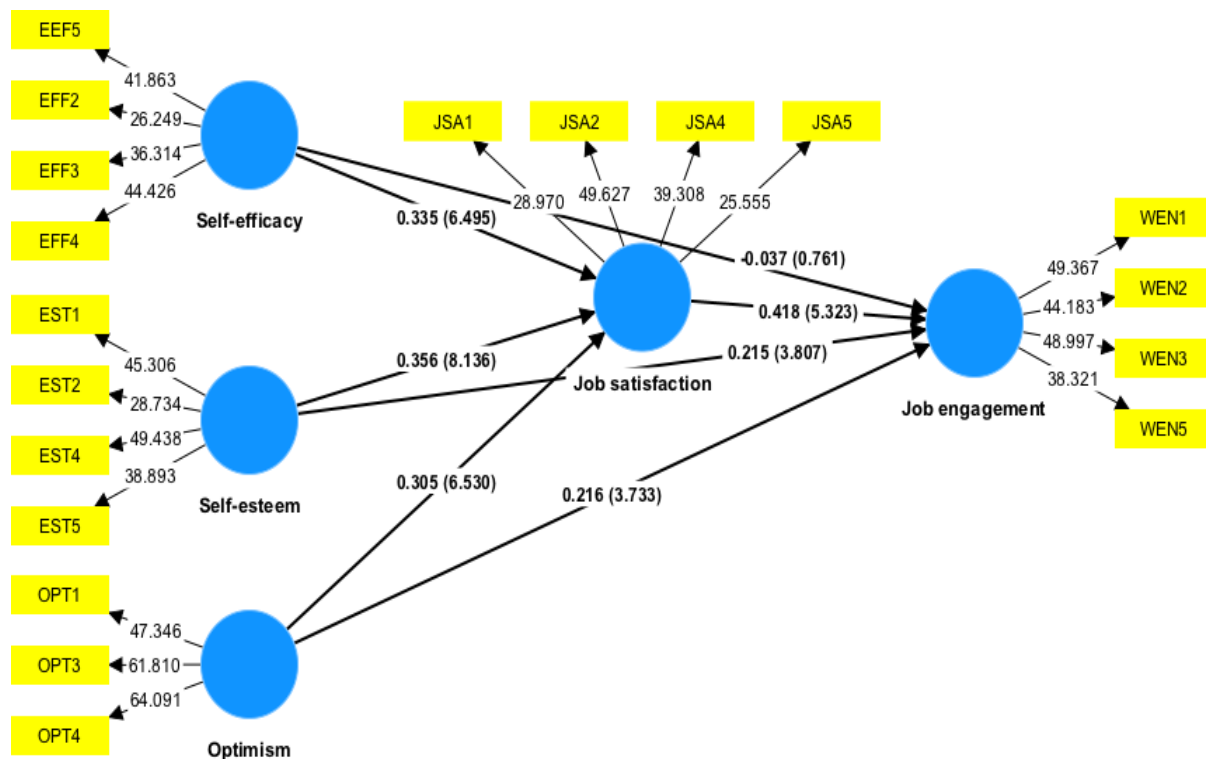 EEF5
41.863
EFF2
26.249
EFF3
36.314
EFF4
44.426
Self-efficacy
JSA1
JSA2
JSA4
JSA5
28.970
49.627
39.308
25.555
0.335 (6.495)
-0.037 (0.761)
0.418 (5.323)
0.356 (8.136)
0.215 (3.807)
Job satisfaction
WEN1
49.367
WEN2
44.183
WEN3
48.997
38.321
WEN5
Job engagement
EST1
45.306
EST2
28.734
EST4
49.438
38.893
EST5
Self-esteem
0.305 (6.530)
0.216 (3.733)
OPT1
47.346
OPT3
61.810
64.091
OPT4
Optimism